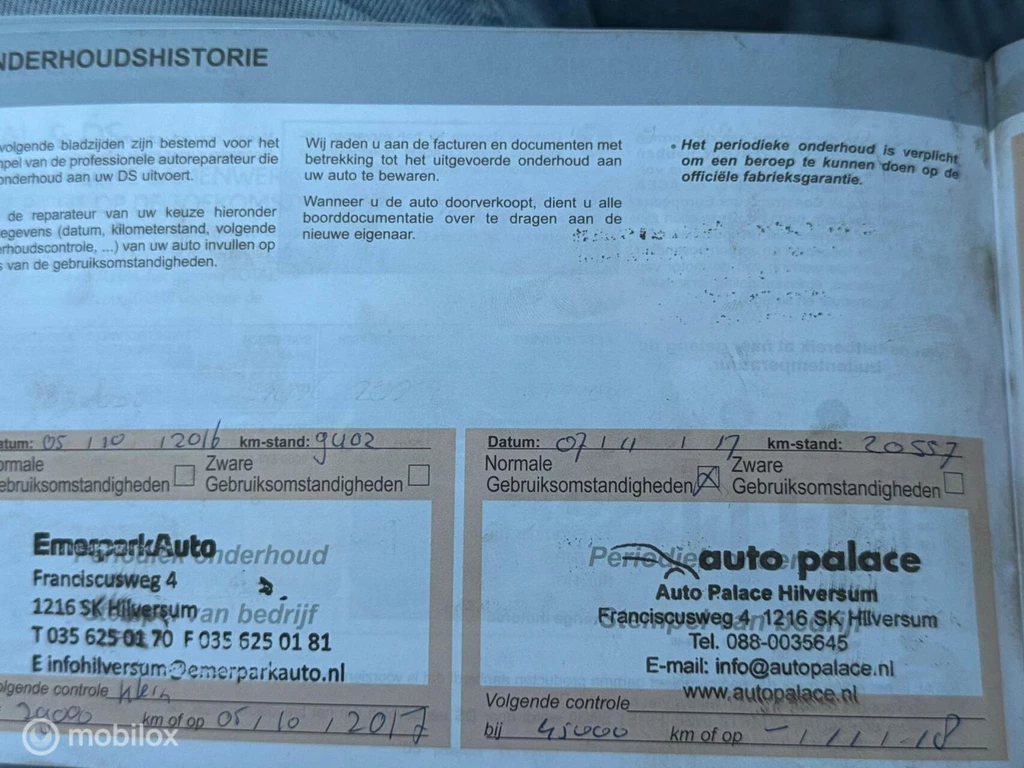 NDERHOUDSHISTORIE
volgende bladzijden zijn bestemd voor het
mpel van de professionele autoreparateur die
onderhoud aan uw DS uitvoert.
de reparateur van uw keuze hieronder
egevens (datum, kilometerstand, volgende
erhoudscontrole, ...) van uw auto invullen op
s van de gebruiksomstandigheden.
Wij raden u aan de facturen en documenten met
betrekking tot het uitgevoerde onderhoud aan
uw auto te bewaren.
Wanneer u de auto doorverkoopt, dient u alle
boorddocumentatie over te dragen aan de
nieuwe eigenaar.
• Het periodieke onderhoud is verplicht
om een beroep te kunnen doen op de
officiële fabrieksgarantie.
atum: 05 / 10 / 2016 km-stand: 9402
ormale
ebruiksomstandigheden
Zware
Gebruiksomstandigheden
EmerparkAuto
Franciscusweg 4
1216 SK Hilversum
T 035 625 01 70 F 035 625 01 81
E infohilversum@emerparkauto.nl
onderhoud
van bedrijf
olgende controle klein
km of op 05 / 10 / 2017
Datum: 07 / 4 / 17 km-stand: 20557
Normale
Gebruiksomstandigheden
Zware
Gebruiksomstandigheden
Periodie
auto palace
Auto Palace Hilversum
Franciscusweg 4 1216 SK Hilversum
Tel. 088-0035645
E-mail: info@autopalace.nl
www.autopalace.nl
Volgende controle
bij 45000 km of op - / 11 - 18
mobilox